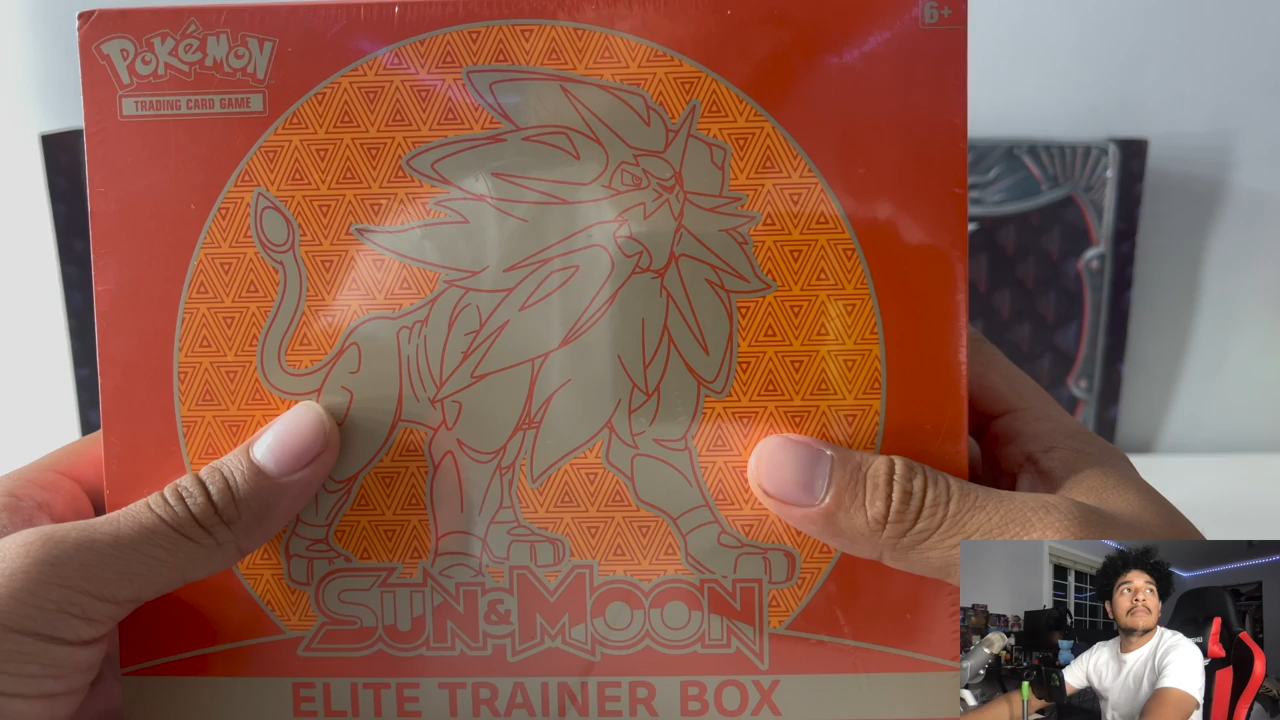 6+
POKéMON
TRADING CARD GAME
SUN & MOON
ELITE TRAINER BOX